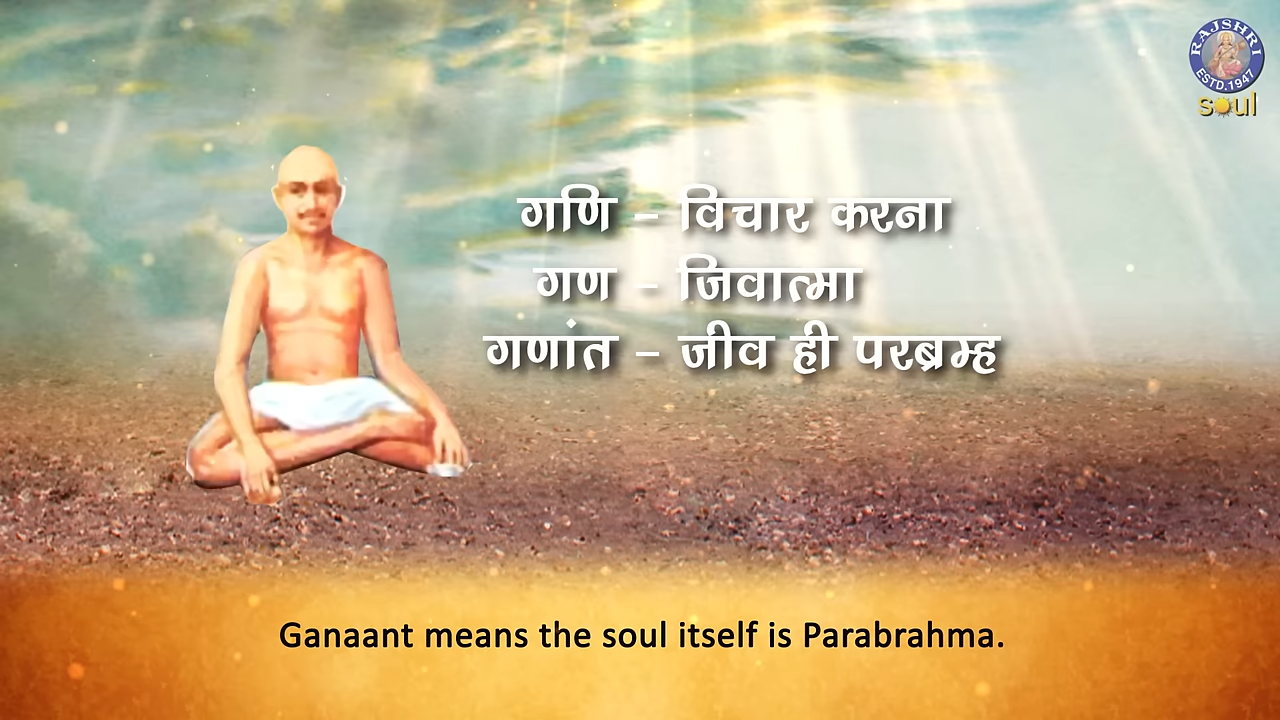 RAJSHRI
ESTD.1947
soul
गणि – विचार करना
गण – जिवात्मा
गणांत – जीव ही परब्रम्ह
Ganaant means the soul itself is Parabrahma.